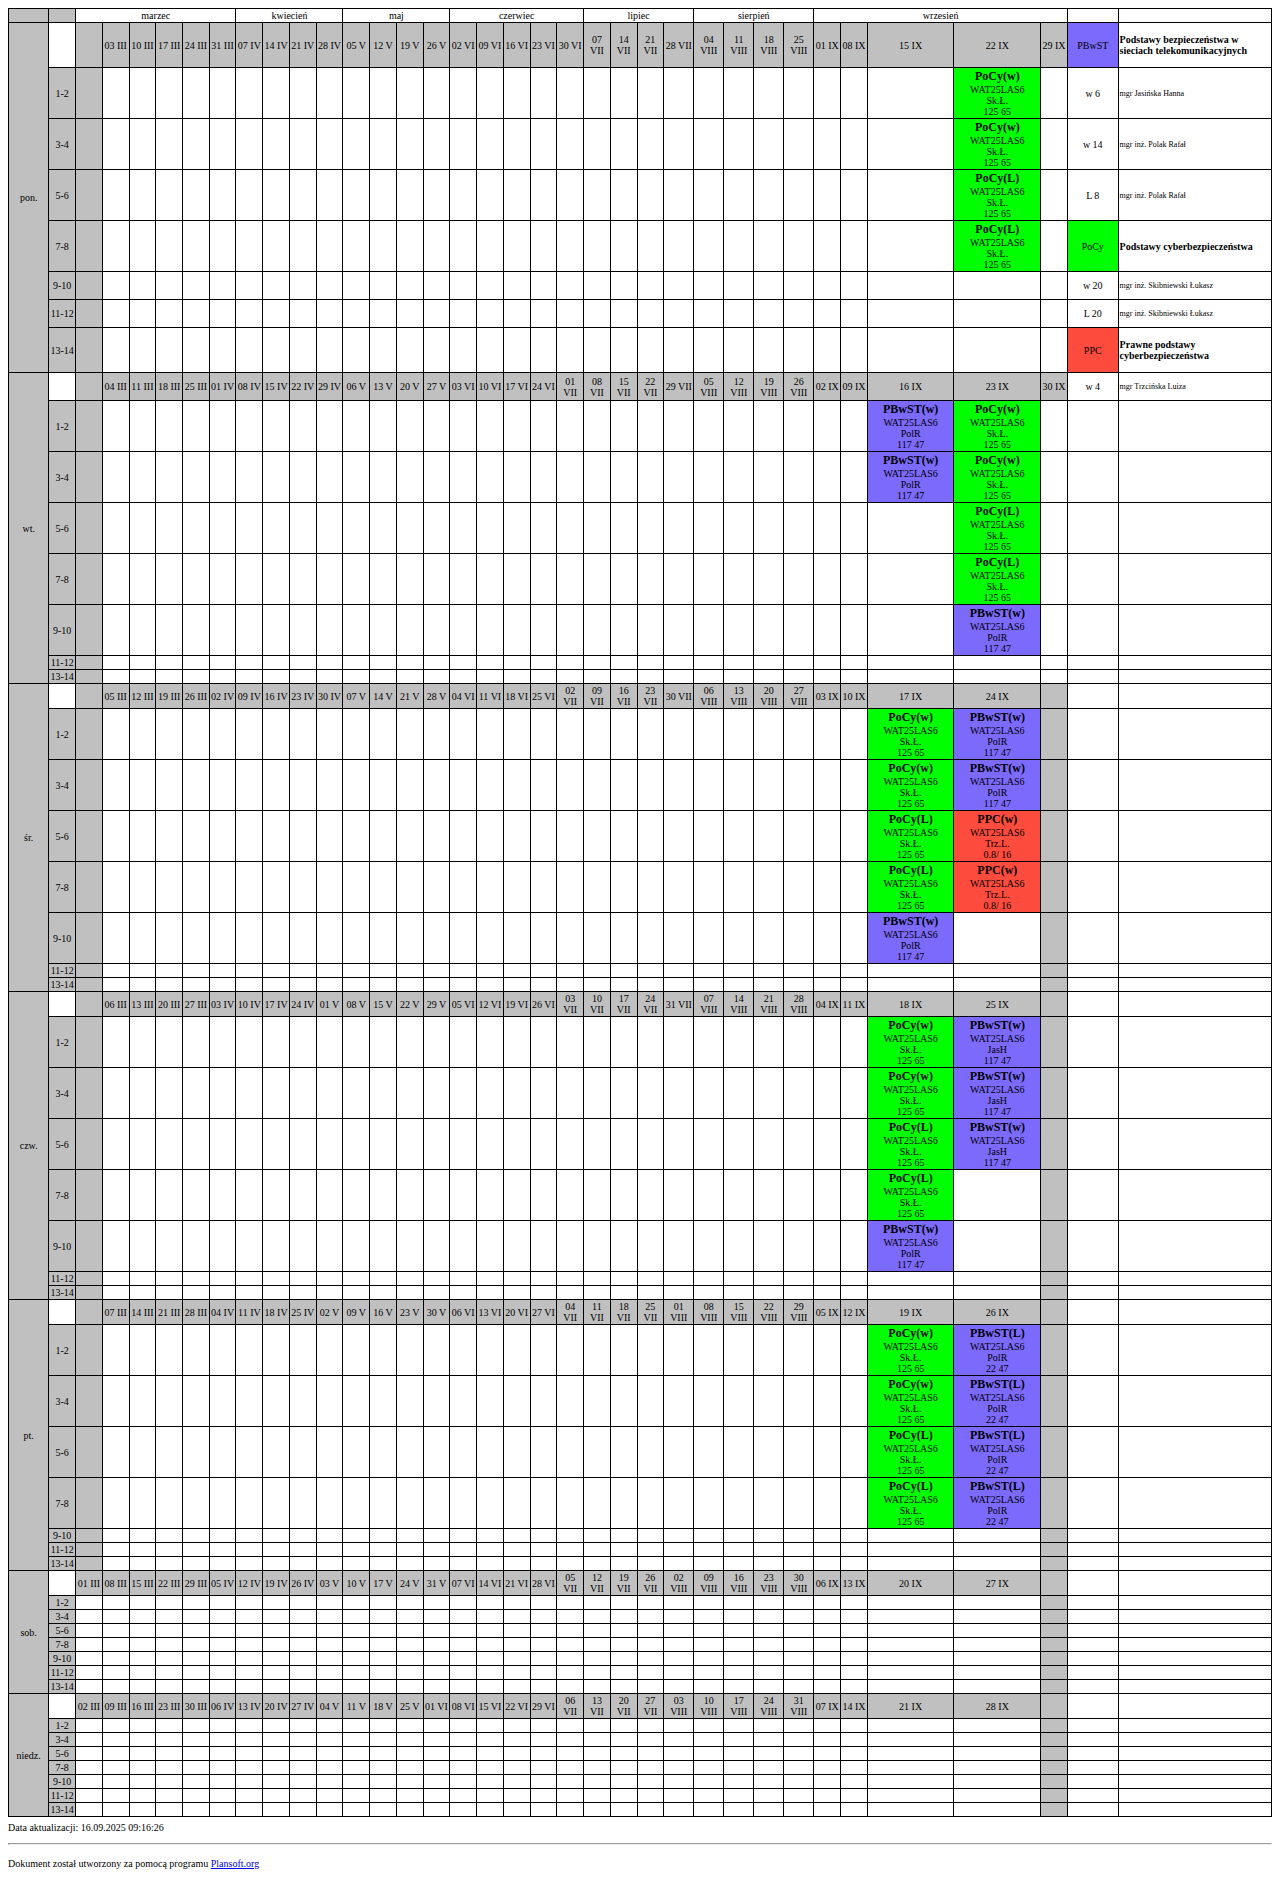 marzec kwiecień maj czerwiec lipiec sierpień wrzesień
pon. 03 III 10 III 17 III 24 III 31 III 07 IV 14 IV 21 IV 28 IV 05 V 12 V 19 V 26 V 02 VI 09 VI 16 VI 23 VI 30 VI 07 VII 14 VII 21 VII 28 VII 04 VIII 11 VIII 18 VIII 25 VIII 01 IX 08 IX 15 IX 22 IX 29 IX PBwST Podstawy bezpieczeństwa w sieciach telekomunikacyjnych
1-2 PoCy(w) WAT25LAS6 Sk.Ł. 125 65 w 6 mgr Jasińska Hanna
3-4 PoCy(w) WAT25LAS6 Sk.Ł. 125 65 w 14 mgr inż. Polak Rafał
5-6 PoCy(L) WAT25LAS6 Sk.Ł. 125 65 L 8 mgr inż. Polak Rafał
7-8 PoCy(L) WAT25LAS6 Sk.Ł. 125 65 PoCy Podstawy cyberbezpieczeństwa
9-10 w 20 mgr inż. Skibniewski Łukasz
11-12 L 20 mgr inż. Skibniewski Łukasz
13-14 PPC Prawne podstawy cyberbezpieczeństwa
wt. 04 III 11 III 18 III 25 III 01 IV 08 IV 15 IV 22 IV 29 IV 06 V 13 V 20 V 27 V 03 VI 10 VI 17 VI 24 VI 01 VII 08 VII 15 VII 22 VII 29 VII 05 VIII 12 VIII 19 VIII 26 VIII 02 IX 09 IX 16 IX 23 IX 30 IX w 4 mgr Trzcińska Luiza
1-2 PBwST(w) WAT25LAS6 PolR 117 47 PoCy(w) WAT25LAS6 Sk.Ł. 125 65
3-4 PBwST(w) WAT25LAS6 PolR 117 47 PoCy(w) WAT25LAS6 Sk.Ł. 125 65
5-6 PoCy(L) WAT25LAS6 Sk.Ł. 125 65
7-8 PoCy(L) WAT25LAS6 Sk.Ł. 125 65
9-10 PBwST(w) WAT25LAS6 PolR 117 47
11-12
13-14
śr. 05 III 12 III 19 III 26 III 02 IV 09 IV 16 IV 23 IV 30 IV 07 V 14 V 21 V 28 V 04 VI 11 VI 18 VI 25 VI 02 VII 09 VII 16 VII 23 VII 30 VII 06 VIII 13 VIII 20 VIII 27 VIII 03 IX 10 IX 17 IX 24 IX
1-2 PoCy(w) WAT25LAS6 Sk.Ł. 125 65 PBwST(w) WAT25LAS6 PolR 117 47
3-4 PoCy(w) WAT25LAS6 Sk.Ł. 125 65 PBwST(w) WAT25LAS6 PolR 117 47
5-6 PoCy(L) WAT25LAS6 Sk.Ł. 125 65 PPC(w) WAT25LAS6 Trz.L. 0.8/ 16
7-8 PoCy(L) WAT25LAS6 Sk.Ł. 125 65 PPC(w) WAT25LAS6 Trz.L. 0.8/ 16
9-10 PBwST(w) WAT25LAS6 PolR 117 47
11-12
13-14
czw. 06 III 13 III 20 III 27 III 03 IV 10 IV 17 IV 24 IV 01 V 08 V 15 V 22 V 29 V 05 VI 12 VI 19 VI 26 VI 03 VII 10 VII 17 VII 24 VII 31 VII 07 VIII 14 VIII 21 VIII 28 VIII 04 IX 11 IX 18 IX 25 IX
1-2 PoCy(w) WAT25LAS6 Sk.Ł. 125 65 PBwST(w) WAT25LAS6 JasH 117 47
3-4 PoCy(w) WAT25LAS6 Sk.Ł. 125 65 PBwST(w) WAT25LAS6 JasH 117 47
5-6 PoCy(L) WAT25LAS6 Sk.Ł. 125 65 PBwST(w) WAT25LAS6 JasH 117 47
7-8 PoCy(L) WAT25LAS6 Sk.Ł. 125 65
9-10 PBwST(w) WAT25LAS6 PolR 117 47
11-12
13-14
pt. 07 III 14 III 21 III 28 III 04 IV 11 IV 18 IV 25 IV 02 V 09 V 16 V 23 V 30 V 06 VI 13 VI 20 VI 27 VI 04 VII 11 VII 18 VII 25 VII 01 VIII 08 VIII 15 VIII 22 VIII 29 VIII 05 IX 12 IX 19 IX 26 IX
1-2 PoCy(w) WAT25LAS6 Sk.Ł. 125 65 PBwST(L) WAT25LAS6 PolR 22 47
3-4 PoCy(w) WAT25LAS6 Sk.Ł. 125 65 PBwST(L) WAT25LAS6 PolR 22 47
5-6 PoCy(L) WAT25LAS6 Sk.Ł. 125 65 PBwST(L) WAT25LAS6 PolR 22 47
7-8 PoCy(L) WAT25LAS6 Sk.Ł. 125 65 PBwST(L) WAT25LAS6 PolR 22 47
9-10
11-12
13-14
sob. 01 III 08 III 15 III 22 III 29 III 05 IV 12 IV 19 IV 26 IV 03 V 10 V 17 V 24 V 31 V 07 VI 14 VI 21 VI 28 VI 05 VII 12 VII 19 VII 26 VII 02 VIII 09 VIII 16 VIII 23 VIII 30 VIII 06 IX 13 IX 20 IX 27 IX
1-2
3-4
5-6
7-8
9-10
11-12
13-14
niedz. 02 III 09 III 16 III 23 III 30 III 06 IV 13 IV 20 IV 27 IV 04 V 11 V 18 V 25 V 01 VI 08 VI 15 VI 22 VI 29 VI 06 VII 13 VII 20 VII 27 VII 03 VIII 10 VIII 17 VIII 24 VIII 31 VIII 07 IX 14 IX 21 IX 28 IX
1-2
3-4
5-6
7-8
9-10
11-12
13-14
Data aktualizacji: 16.09.2025 09:16:26
Dokument został utworzony za pomocą programu Plansoft.org